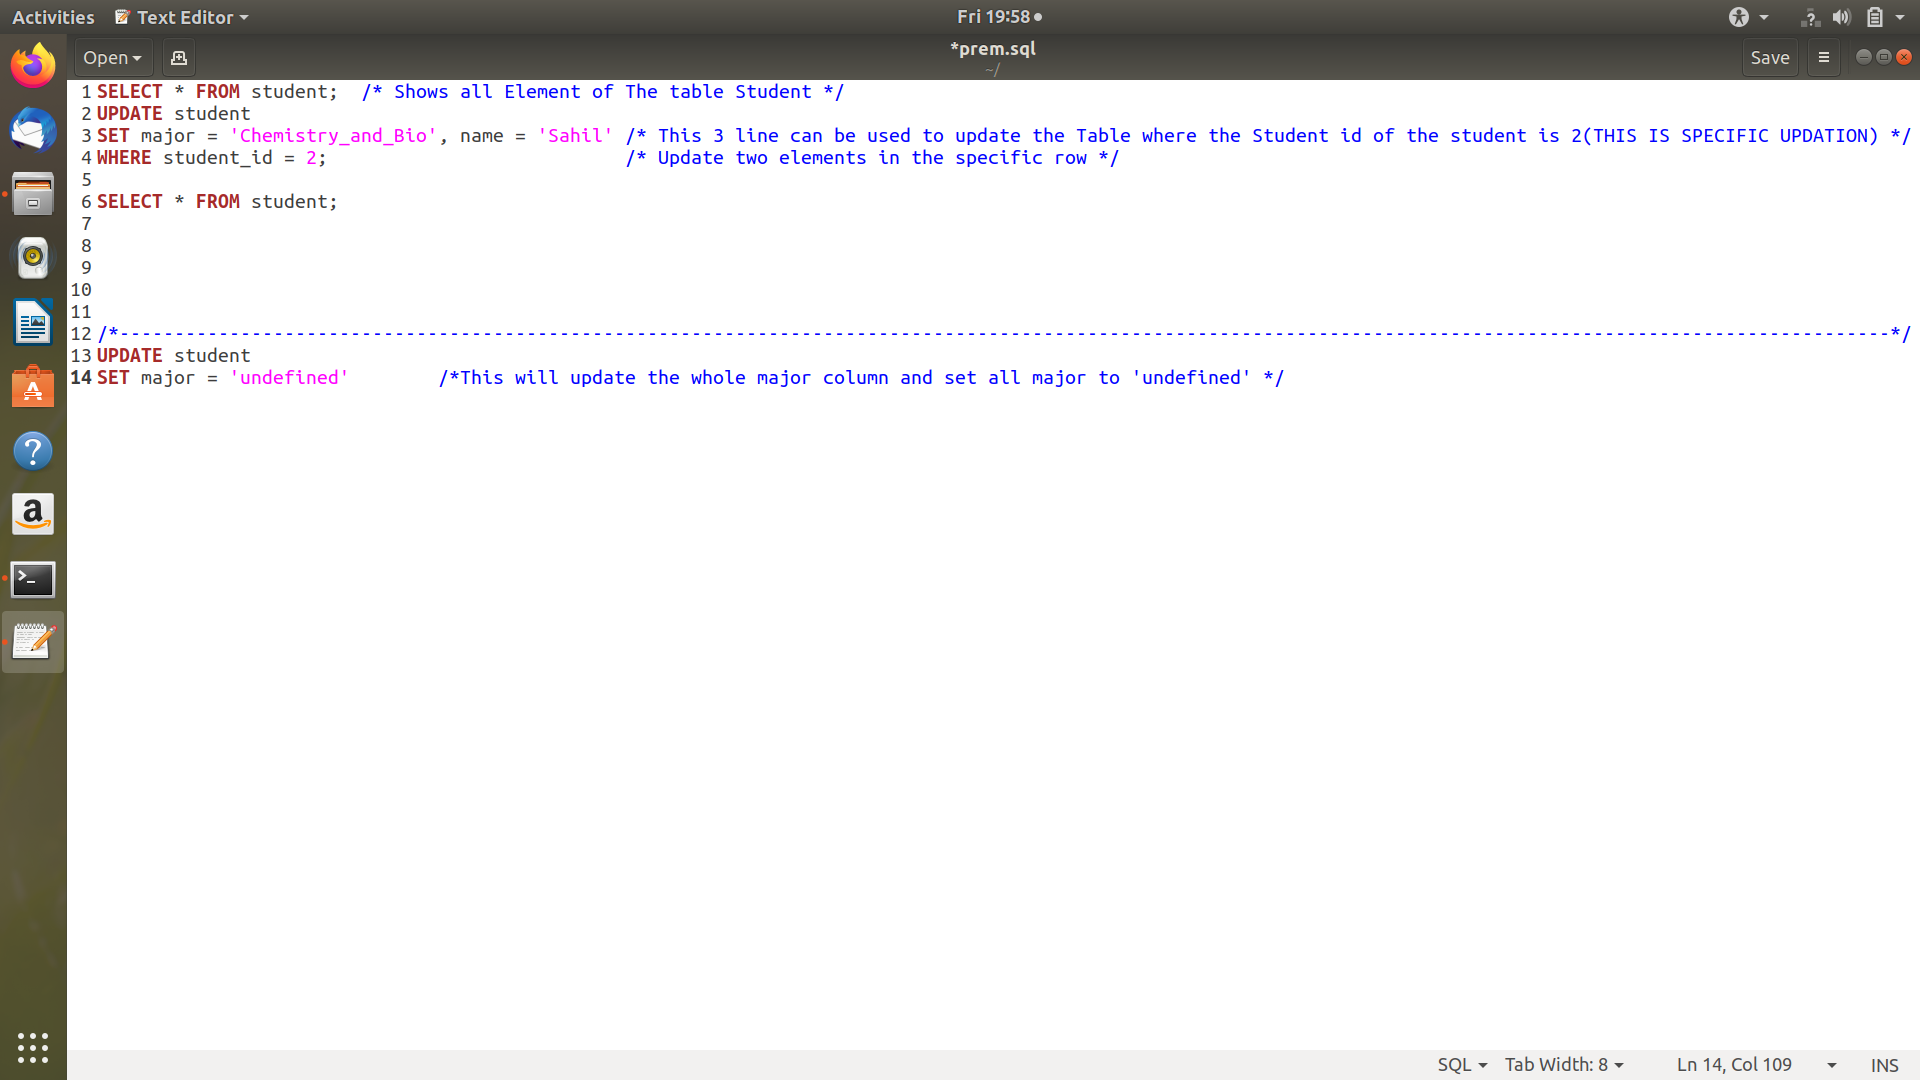 Activities Text Editor Fri 19:58
Open *prem.sql Save
~/
1 SELECT * FROM student;  /* Shows all Element of The table Student */
2 UPDATE student
3 SET major = 'Chemistry_and_Bio', name = 'Sahil' /* This 3 line can be used to update the Table where the Student id of the student is 2(THIS IS SPECIFIC UPDATION) */
4 WHERE student_id = 2;                           /* Update two elements in the specific row */
5
6 SELECT * FROM student;
7
8
9
10
11
12 /*-----------------------------------------------------------------------------------------------------------------------------------------------------------------*/
13 UPDATE student
14 SET major = 'undefined'        /*This will update the whole major column and set all major to 'undefined' */
SQL Tab Width: 8 Ln 14, Col 109 INS